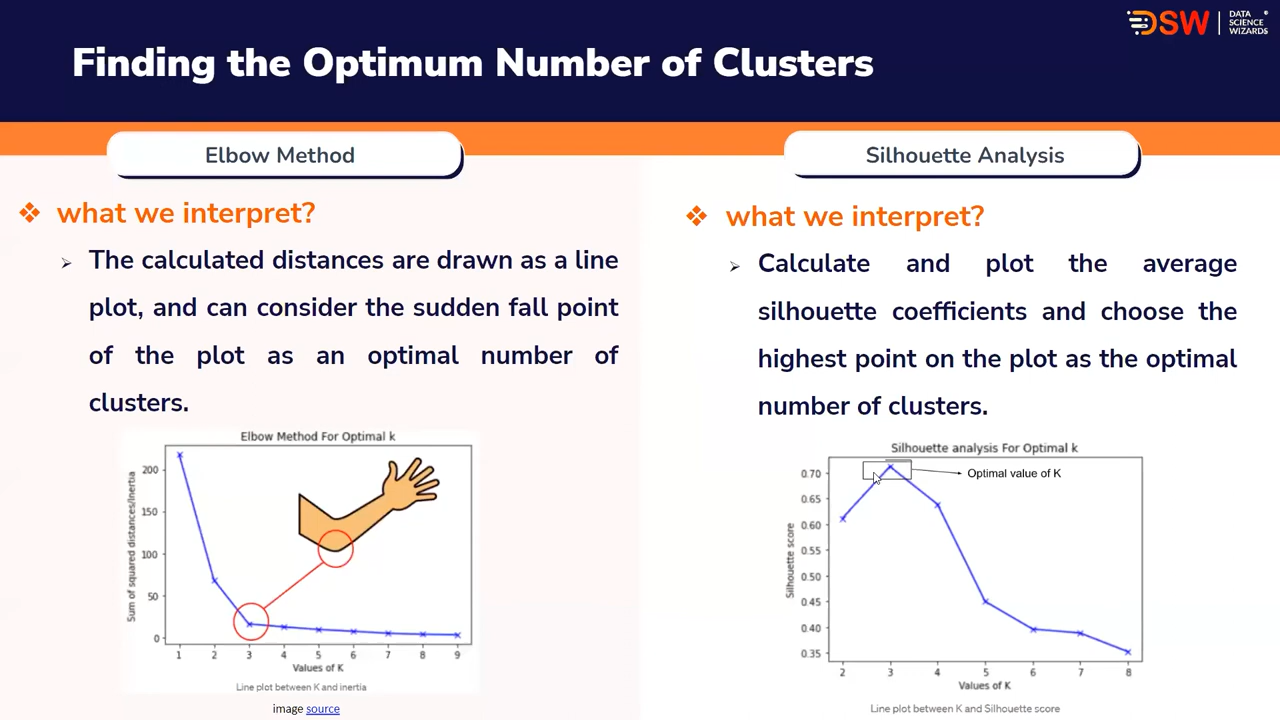 DSW
DATA
SCIENCE
WIZARDS
Finding the Optimum Number of Clusters
Elbow Method
what we interpret?
The calculated distances are drawn as a line
plot, and can consider the sudden fall point
of the plot as an optimal number of
clusters.
Elbow Method For Optimal k
Sum of squared distances/Inertia
200
150
100
50
0
1 2 3 4 5 6 7 8 9
Values of K
Line plot between K and inertia
image source
Silhouette Analysis
what we interpret?
Calculate and plot the average
silhouette coefficients and choose the
highest point on the plot as the optimal
number of clusters.
Silhouette analysis For Optimal k
Optimal value of K
Silhouette score
0.70
0.65
0.60
0.55
0.50
0.45
0.40
0.35
2 3 4 5 6 7 8
Values of K
Line plot between K and Silhouette score